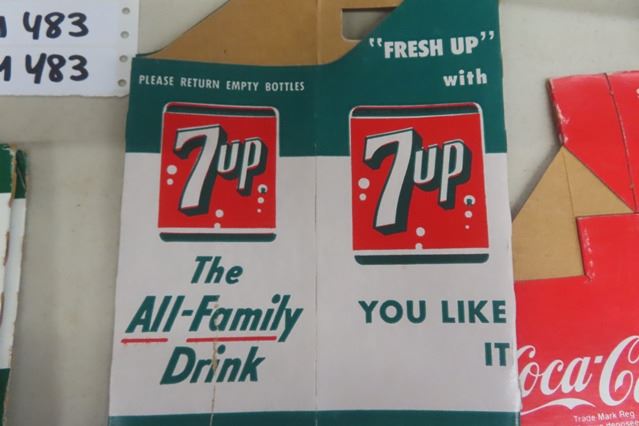 483
M 483
PLEASE RETURN EMPTY BOTTLES
7up
The
All-Family
Drink
"FRESH UP"
with
7up
YOU LIKE
IT
Coca-C
Trade Mark Reg